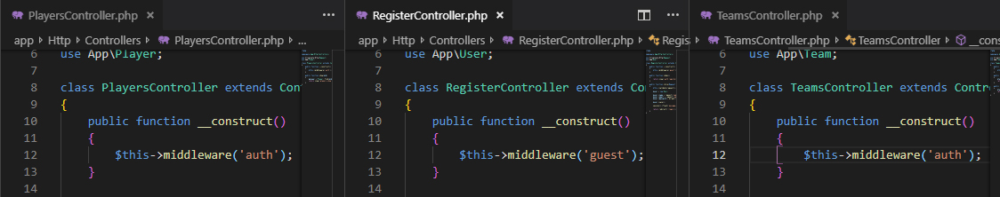 PlayersController.php
app > Http > Controllers > PlayersController.php > ...
6 use App\Player;
7
8 class PlayersController extends Con
9 {
10 public function __construct()
11 {
12 $this->middleware('auth');
13 }
14
RegisterController.php
app > Http > Controllers > RegisterController.php > Regis
6 use App\User;
7
8 class RegisterController extends Co
9 {
10 public function __construct()
11 {
12 $this->middleware('guest');
13 }
14
TeamsController.php
TeamsController.php > TeamsController > __cons
6 use App\Team;
7
8 class TeamsController extends Contr
9 {
10 public function __construct()
11 {
12 $this->middleware('auth');
13 }
14